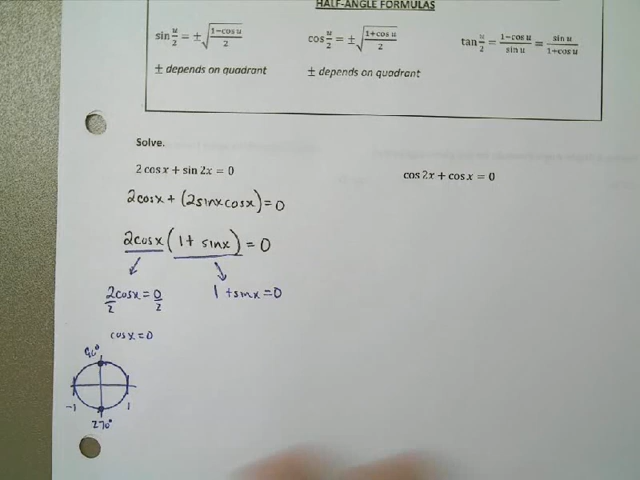 HALF-ANGLE FORMULAS
sin u/2 = ±√((1−cos u)/2)
cos u/2 = ±√((1+cos u)/2)
tan u/2 = (1−cos u)/(sin u) = (sin u)/(1+cos u)
± depends on quadrant
± depends on quadrant
Solve.
2 cos x + sin 2x = 0
cos 2x + cos x = 0
2cosx + (2sinxcosx) = 0
2cosx (1 + sinx) = 0
2cosx = 0
2 2
1 + sinx = 0
cosx = 0
90°
-1 1
270°